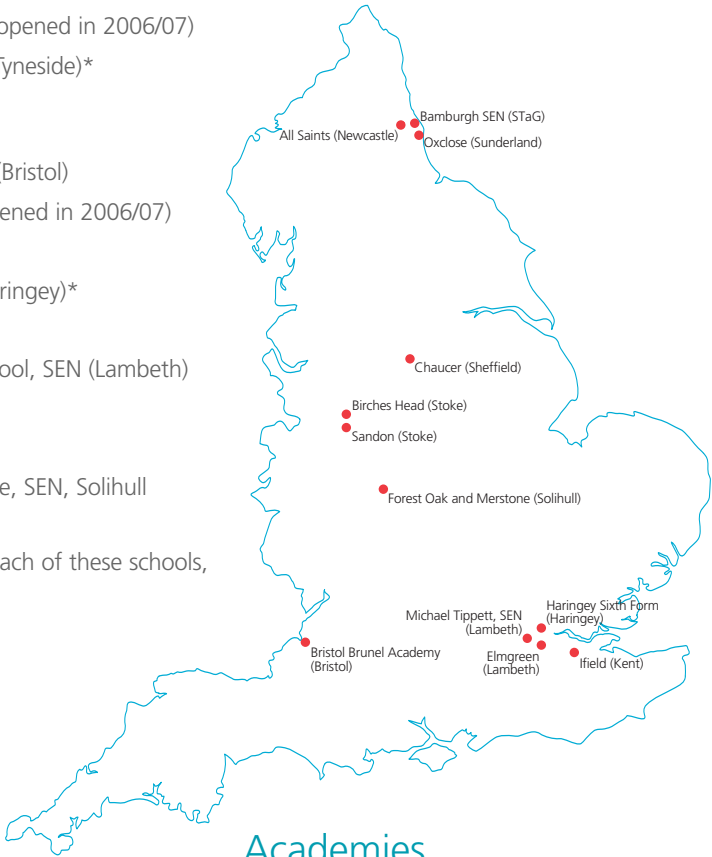 opened in 2006/07)
Tyneside)*
(Bristol)
ened in 2006/07)
ringey)*
ool, SEN (Lambeth)
e, SEN, Solihull
ach of these schools,
Bamburgh SEN (STaG)
All Saints (Newcastle)
Oxclose (Sunderland)
Chaucer (Sheffield)
Birches Head (Stoke)
Sandon (Stoke)
Forest Oak and Merstone (Solihull)
Michael Tippett, SEN
(Lambeth)
Haringey Sixth Form
(Haringey)
Elmgreen
(Lambeth)
Ifield (Kent)
Bristol Brunel Academy
(Bristol)
Academies